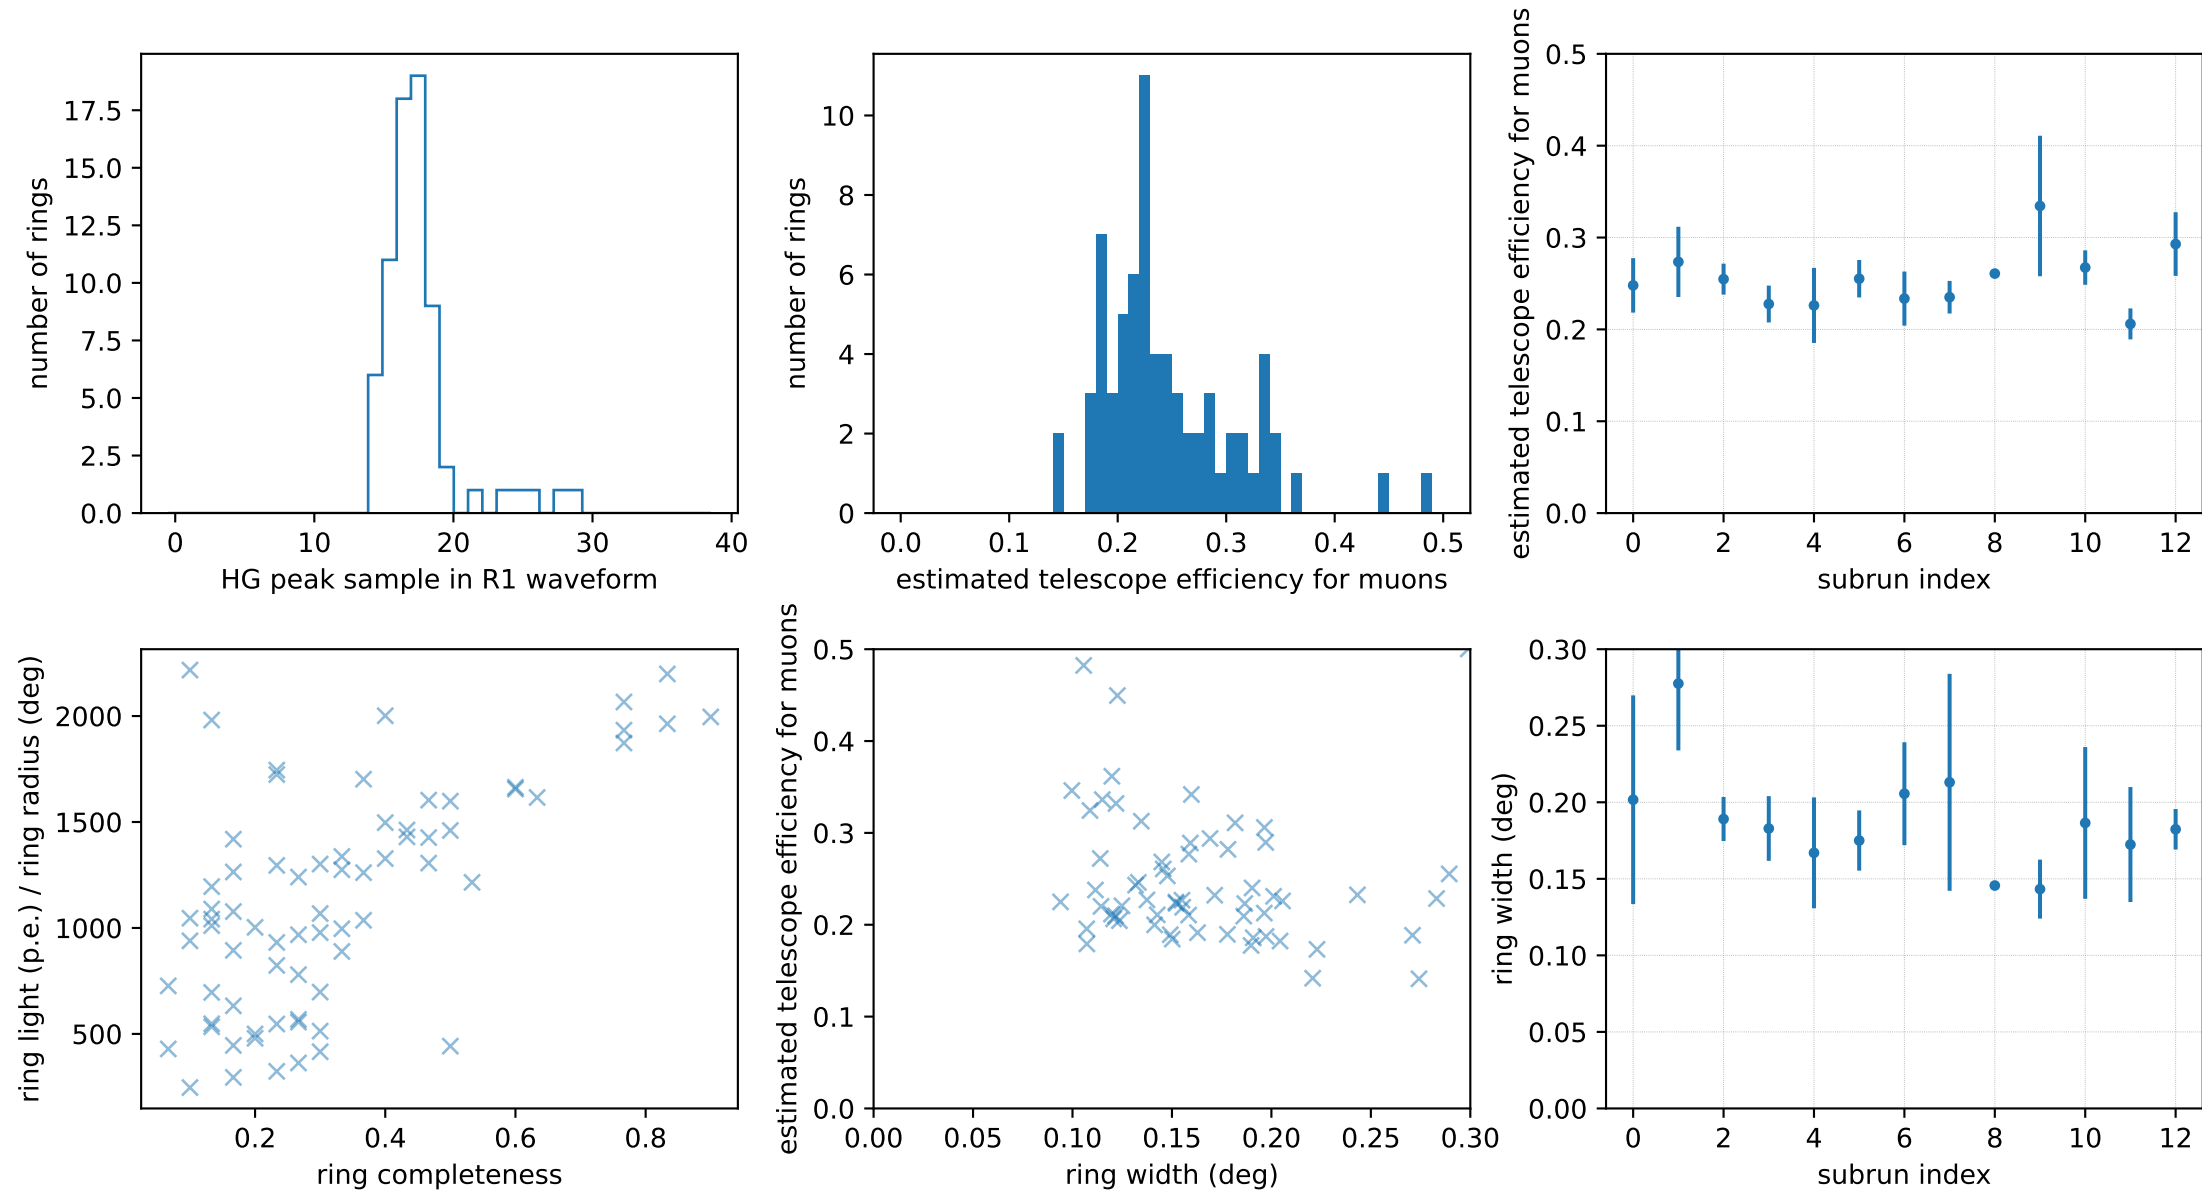 number of rings
17.5
15.0
12.5
10.0
7.5
5.0
2.5
0.0
0 10 20 30 40
HG peak sample in R1 waveform
number of rings
10
8
6
4
2
0
0.0 0.1 0.2 0.3 0.4 0.5
estimated telescope efficiency for muons
estimated telescope efficiency for muons
0.5
0.4
0.3
0.2
0.1
0.0
0 2 4 6 8 10 12
subrun index
ring light (p.e.) / ring radius (deg)
2000
1500
1000
500
0.2 0.4 0.6 0.8
ring completeness
estimated telescope efficiency for muons
0.5
0.4
0.3
0.2
0.1
0.0
0.00 0.05 0.10 0.15 0.20 0.25 0.30
ring width (deg)
ring width (deg)
0.30
0.25
0.20
0.15
0.10
0.05
0.00
0 2 4 6 8 10 12
subrun index